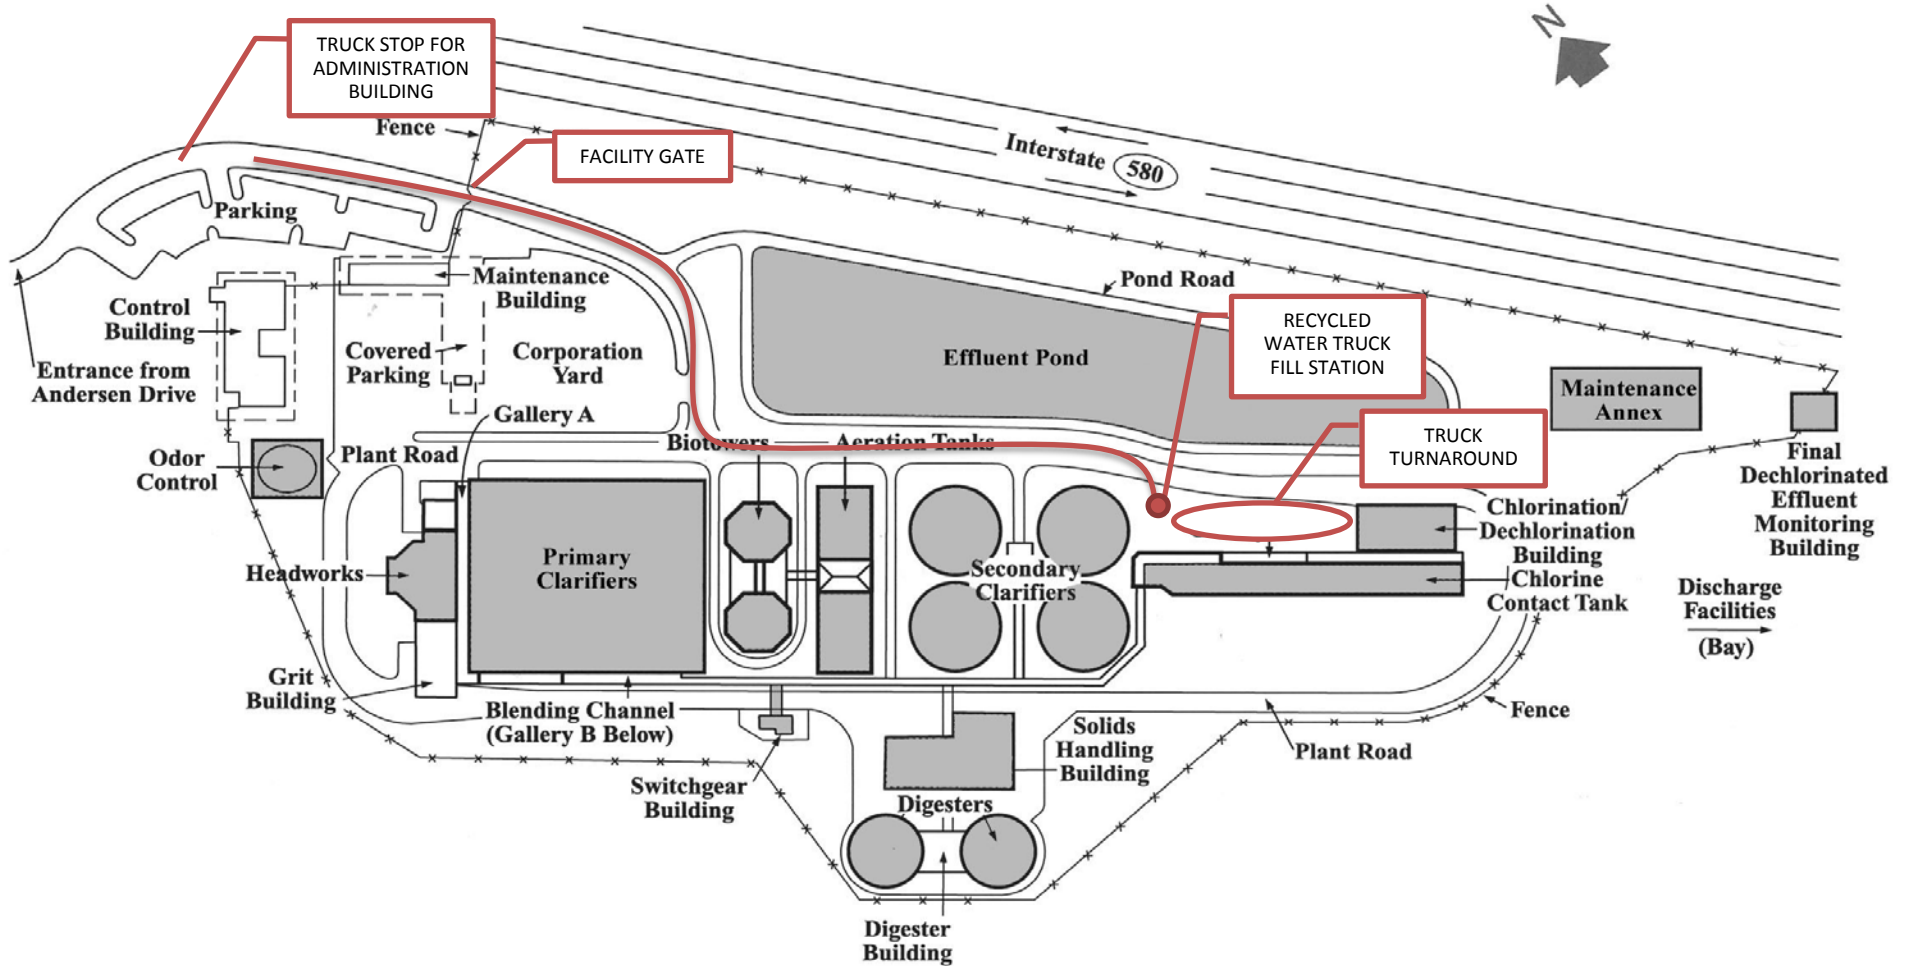 TRUCK STOP FOR
ADMINISTRATION
BUILDING
N
Fence
FACILITY GATE
Interstate 580
Parking
Maintenance
Building
Pond Road
Control
Building
RECYCLED
WATER TRUCK
FILL STATION
Covered
Parking
Corporation
Yard
Effluent Pond
Entrance from
Andersen Drive
Maintenance
Annex
Gallery A
TRUCK
TURNAROUND
Biotowers
Aeration Tanks
Odor
Control
Plant Road
Final
Dechlorinated
Effluent
Monitoring
Building
Chlorination/
Dechlorination
Building
Chlorine
Contact Tank
Headworks
Primary
Clarifiers
Secondary
Clarifiers
Discharge
Facilities
(Bay)
Grit
Building
Blending Channel
(Gallery B Below)
Fence
Solids
Handling
Building
Plant Road
Switchgear
Building
Digesters
Digester
Building